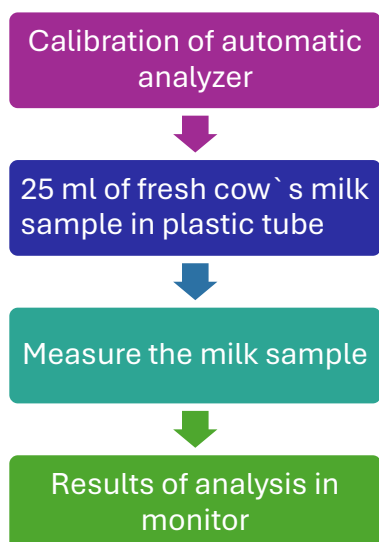 Calibration of automatic
analyzer
25 ml of fresh cow`s milk
sample in plastic tube
Measure the milk sample
Results of analysis in
monitor